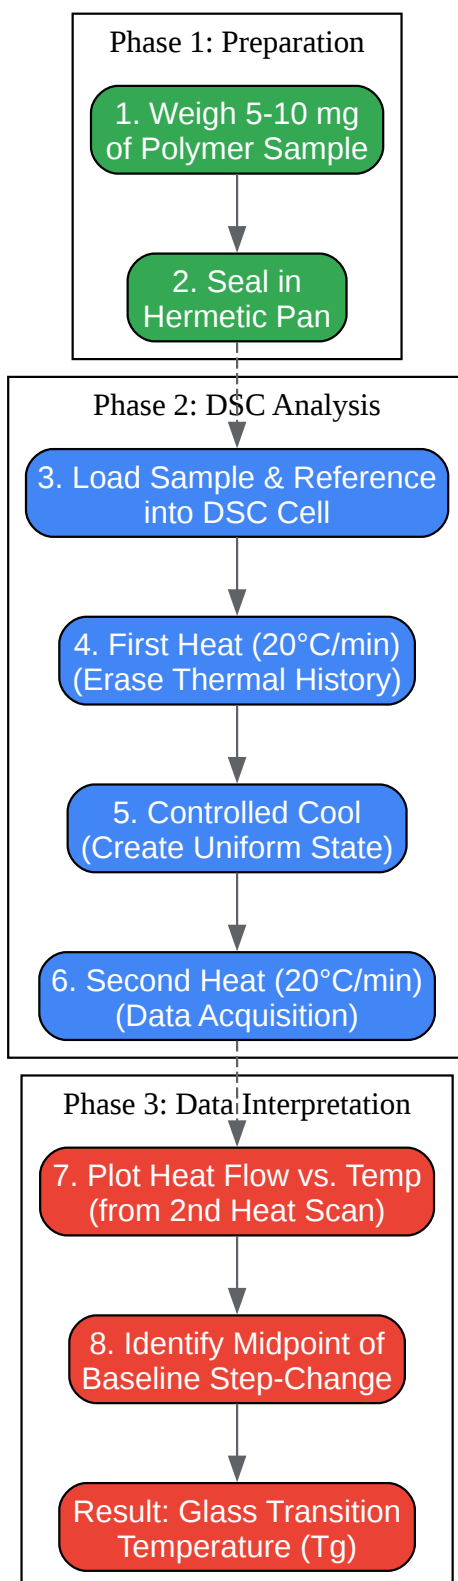 Phase 1: Preparation
1. Weigh 5-10 mg
of Polymer Sample
2. Seal in
Hermetic Pan
Phase 2: DSC Analysis
3. Load Sample & Reference
into DSC Cell
4. First Heat (20°C/min)
(Erase Thermal History)
5. Controlled Cool
(Create Uniform State)
6. Second Heat (20°C/min)
(Data Acquisition)
Phase 3: Data Interpretation
7. Plot Heat Flow vs. Temp
(from 2nd Heat Scan)
8. Identify Midpoint of
Baseline Step-Change
Result: Glass Transition
Temperature (Tg)